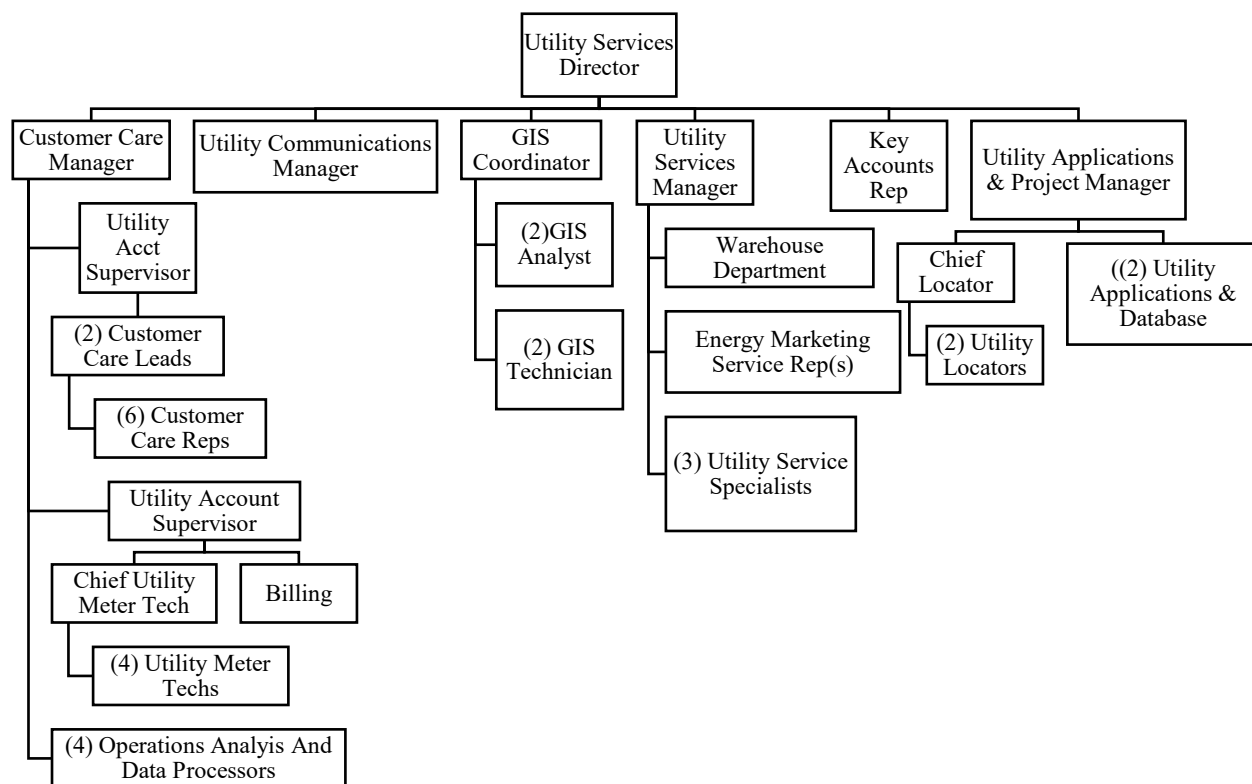 Utility Services
Director
Customer Care
Manager
Utility Communications
Manager
GIS
Coordinator
Utility
Services
Manager
Key
Accounts
Rep
Utility Applications
& Project Manager
Utility
Acct
Supervisor
(2) Customer
Care Leads
(6) Customer
Care Reps
Utility Account
Supervisor
Chief Utility
Meter Tech
Billing
(4) Utility Meter
Techs
(4) Operations Analyis And
Data Processors
(2)GIS
Analyst
(2) GIS
Technician
Warehouse
Department
Energy Marketing
Service Rep(s)
(3) Utility Service
Specialists
Chief
Locator
(2) Utility
Locators
((2) Utility
Applications &
Database